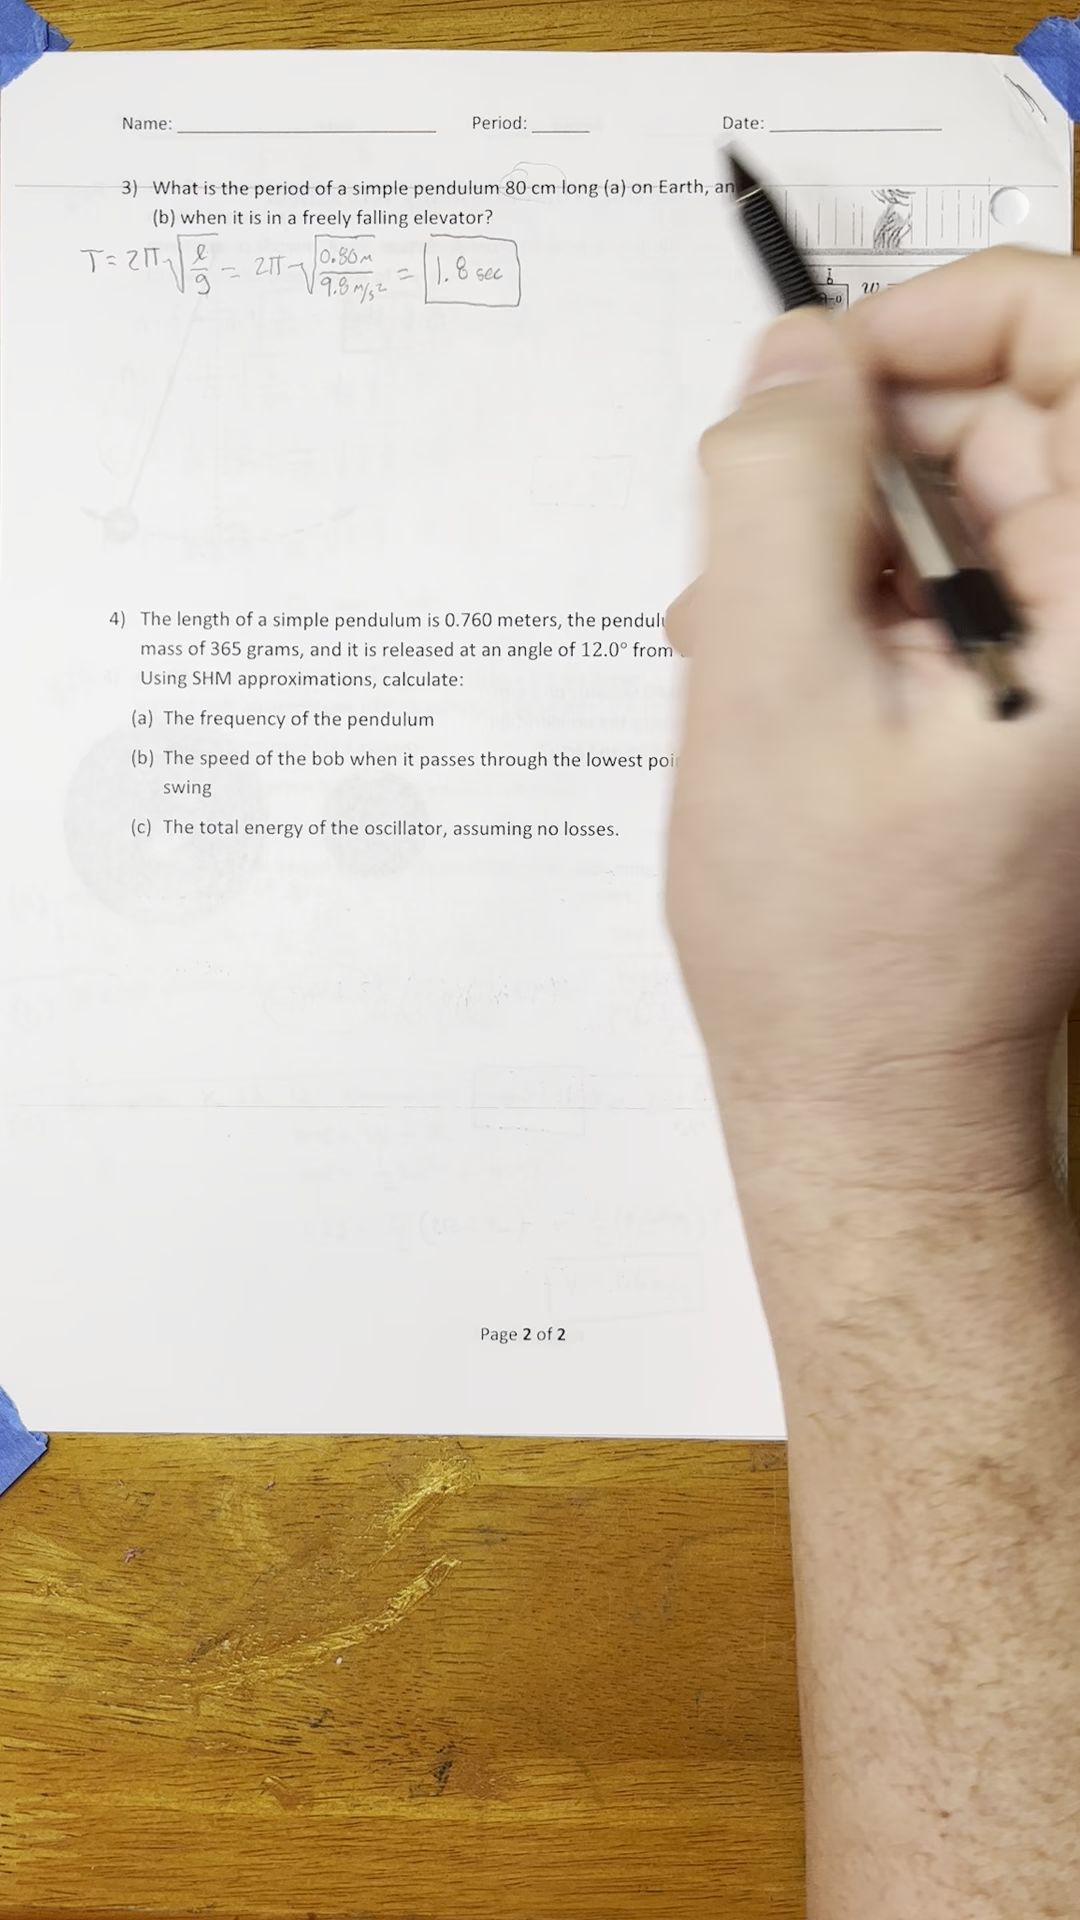 Name: Period: Date:
3) What is the period of a simple pendulum 80 cm long (a) on Earth, an
(b) when it is in a freely falling elevator?
T = 2π√(ℓ/g) = 2π√(0.80m/9.8 m/s²) = 1.8 sec
w
4) The length of a simple pendulum is 0.760 meters, the pendul
mass of 365 grams, and it is released at an angle of 12.0° from
Using SHM approximations, calculate:
(a) The frequency of the pendulum
(b) The speed of the bob when it passes through the lowest poi
swing
(c) The total energy of the oscillator, assuming no losses.
Page 2 of 2